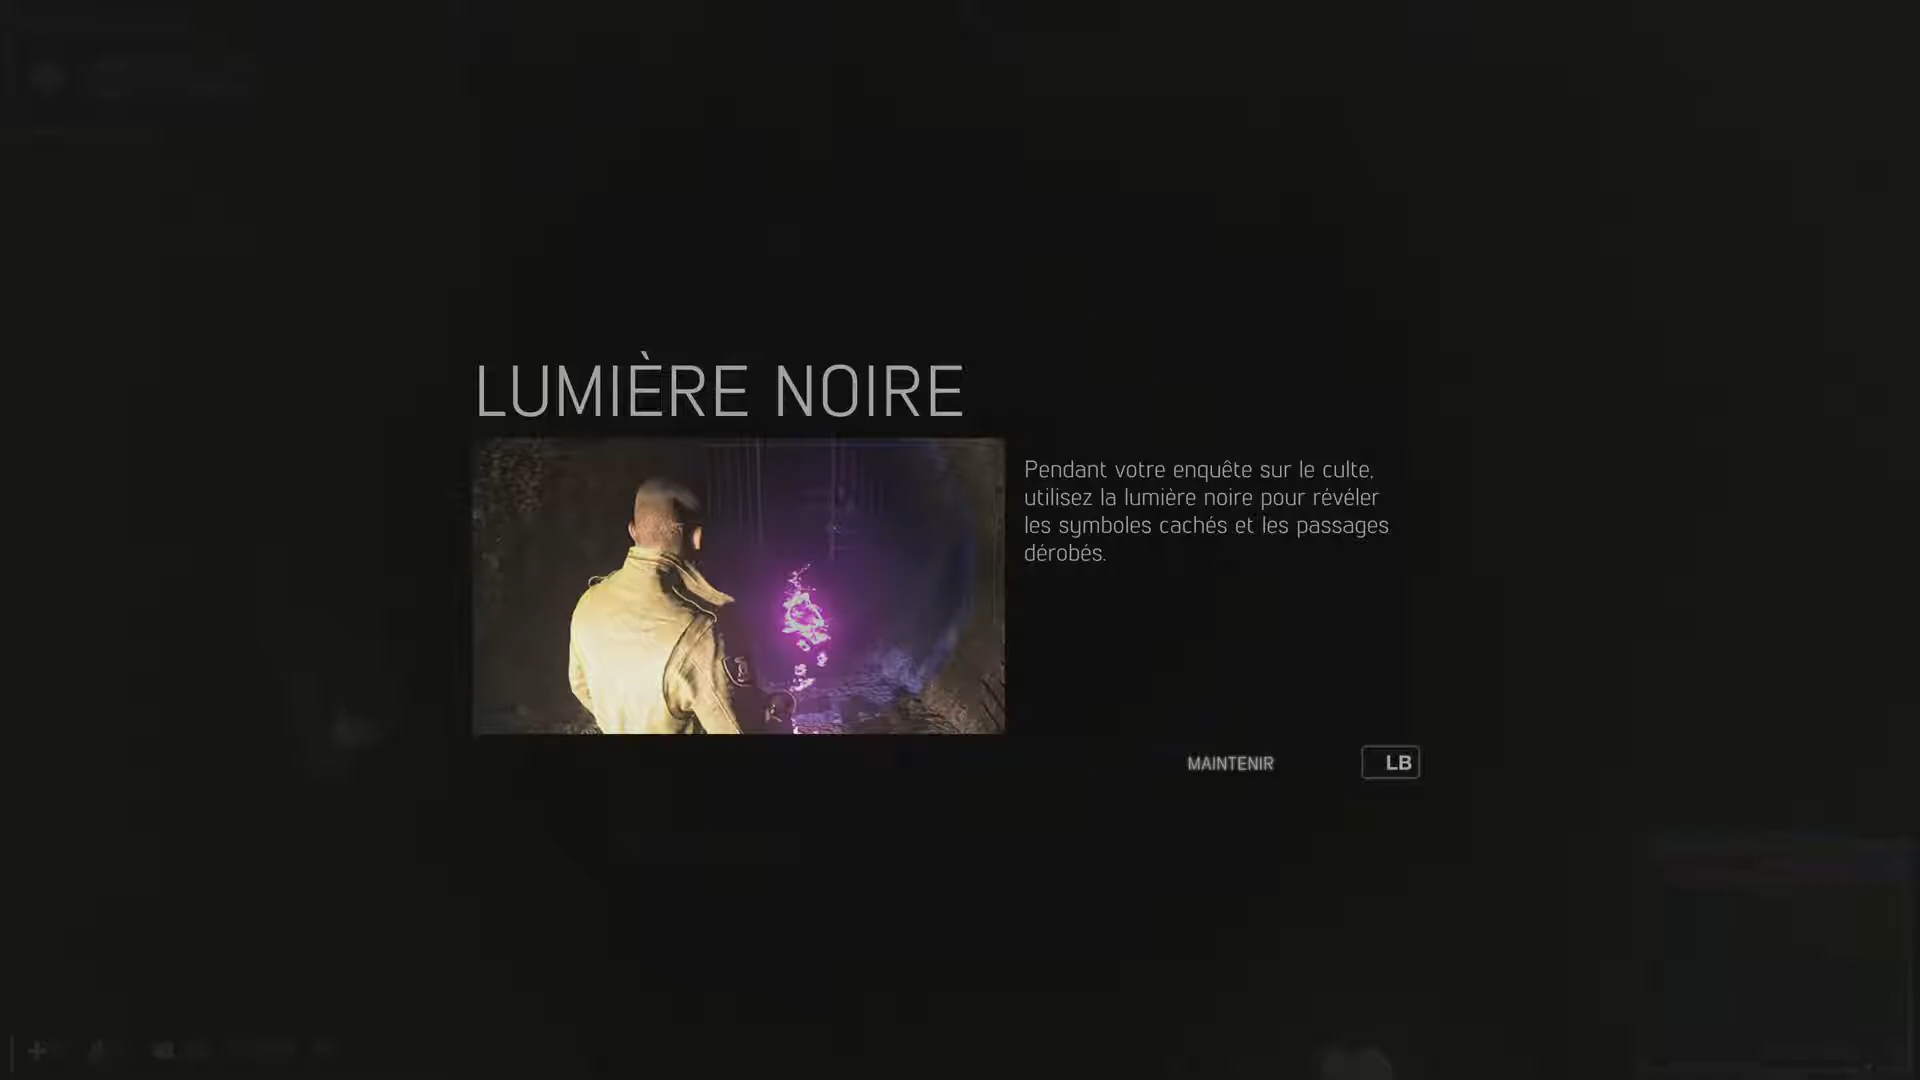 LUMIÈRE NOIRE
Pendant votre enquête sur le culte,
utilisez la lumière noire pour révéler
les symboles cachés et les passages
dérobés.
MAINTENIR
LB